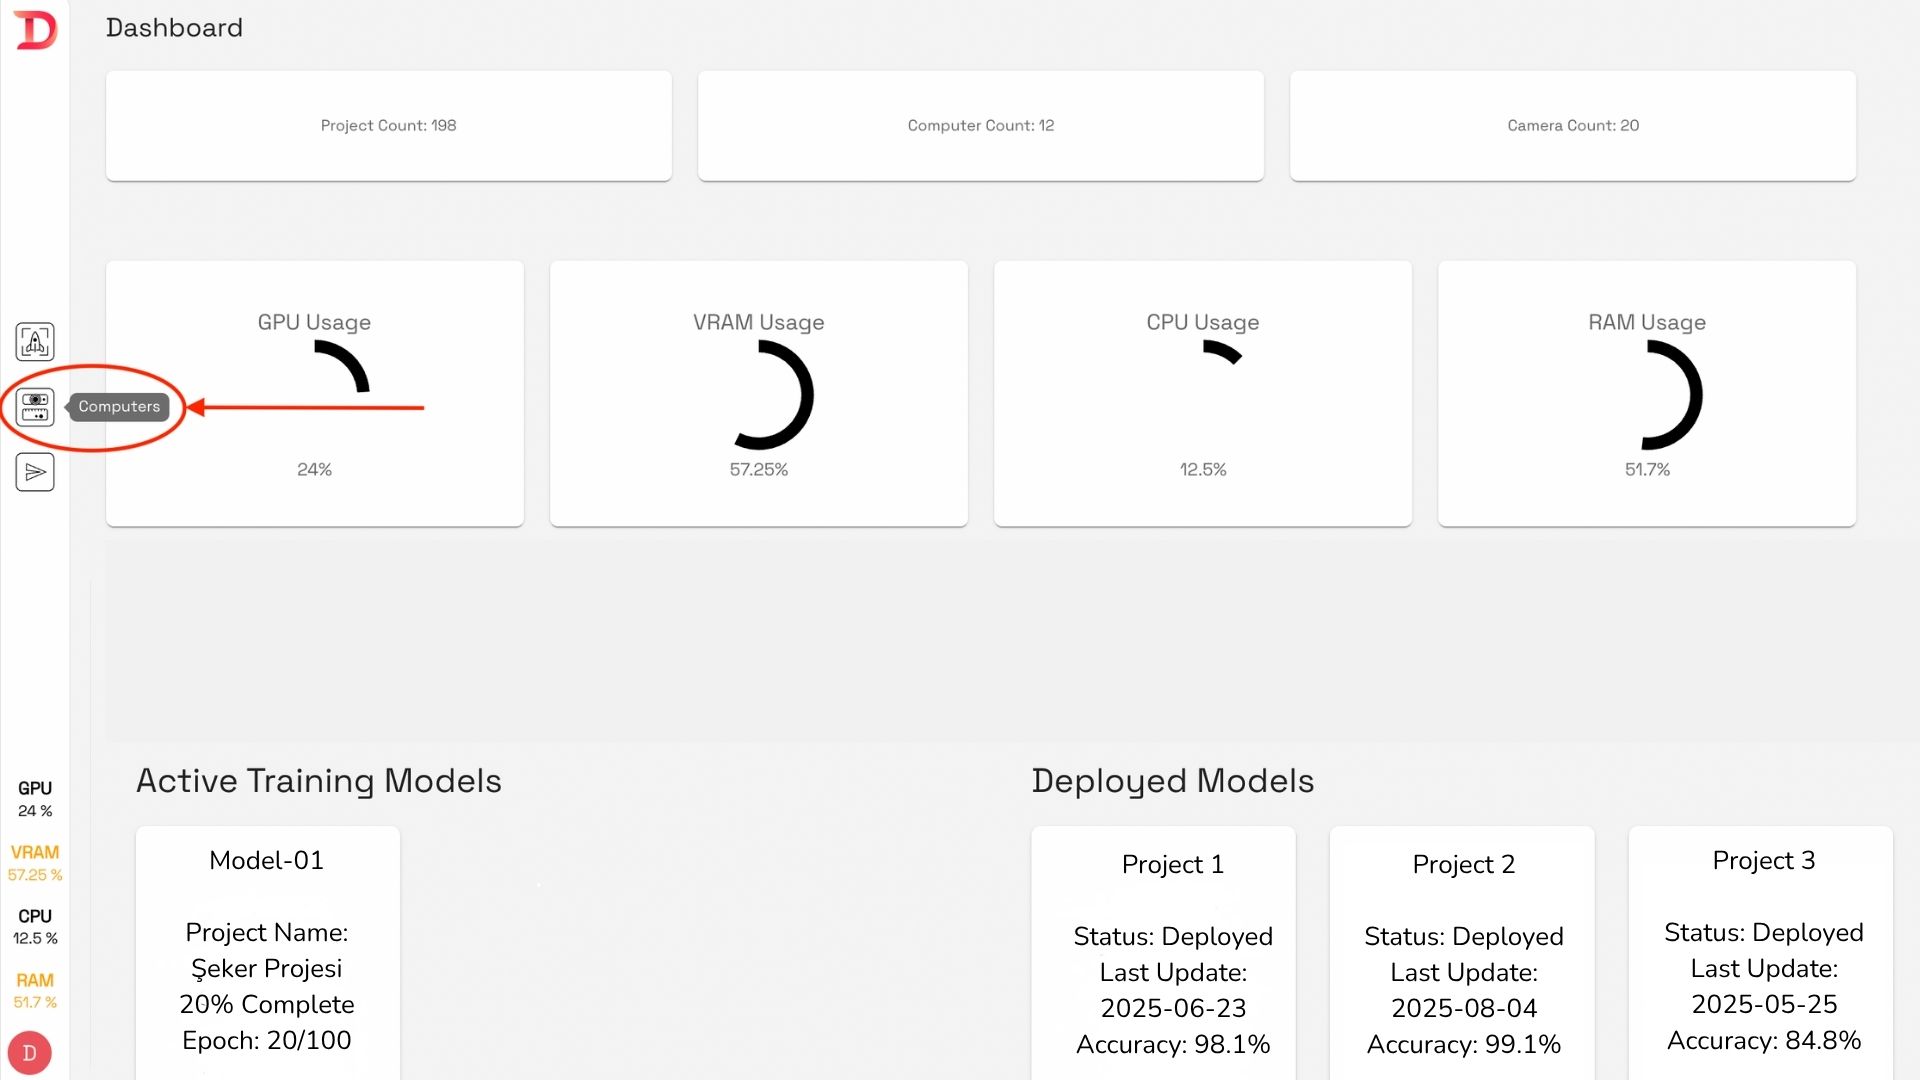 D
Dashboard
Project Count: 198
Computer Count: 12
Camera Count: 20
GPU Usage
24%
VRAM Usage
57.25%
CPU Usage
12.5%
RAM Usage
51.7%
Computers
GPU
24 %
VRAM
57.25 %
CPU
12.5 %
RAM
51.7 %
D
Active Training Models
Model-01
Project Name:
Şeker Projesi
20% Complete
Epoch: 20/100
Deployed Models
Project 1
Status: Deployed
Last Update:
2025-06-23
Accuracy: 98.1%
Project 2
Status: Deployed
Last Update:
2025-08-04
Accuracy: 99.1%
Project 3
Status: Deployed
Last Update:
2025-05-25
Accuracy: 84.8%